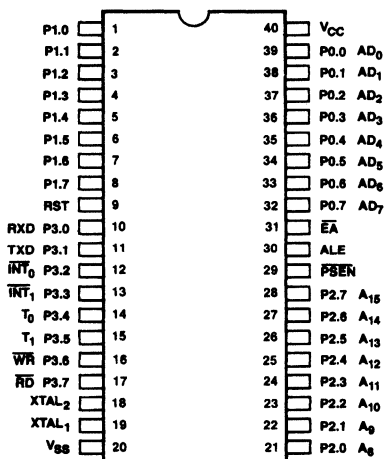 P1.0 1 40 VCC
P1.1 2 39 P0.0 AD0
P1.2 3 38 P0.1 AD1
P1.3 4 37 P0.2 AD2
P1.4 5 36 P0.3 AD3
P1.5 6 35 P0.4 AD4
P1.6 7 34 P0.5 AD5
P1.7 8 33 P0.6 AD6
RST 9 32 P0.7 AD7
RXD P3.0 10 31 E̅A̅
TXD P3.1 11 30 ALE
I̅N̅T̅0 P3.2 12 29 P̅S̅E̅N̅
I̅N̅T̅1 P3.3 13 28 P2.7 A15
T0 P3.4 14 27 P2.6 A14
T1 P3.5 15 26 P2.5 A13
W̅R̅ P3.6 16 25 P2.4 A12
R̅D̅ P3.7 17 24 P2.3 A11
XTAL2 18 23 P2.2 A10
XTAL1 19 22 P2.1 A9
VSS 20 21 P2.0 A8